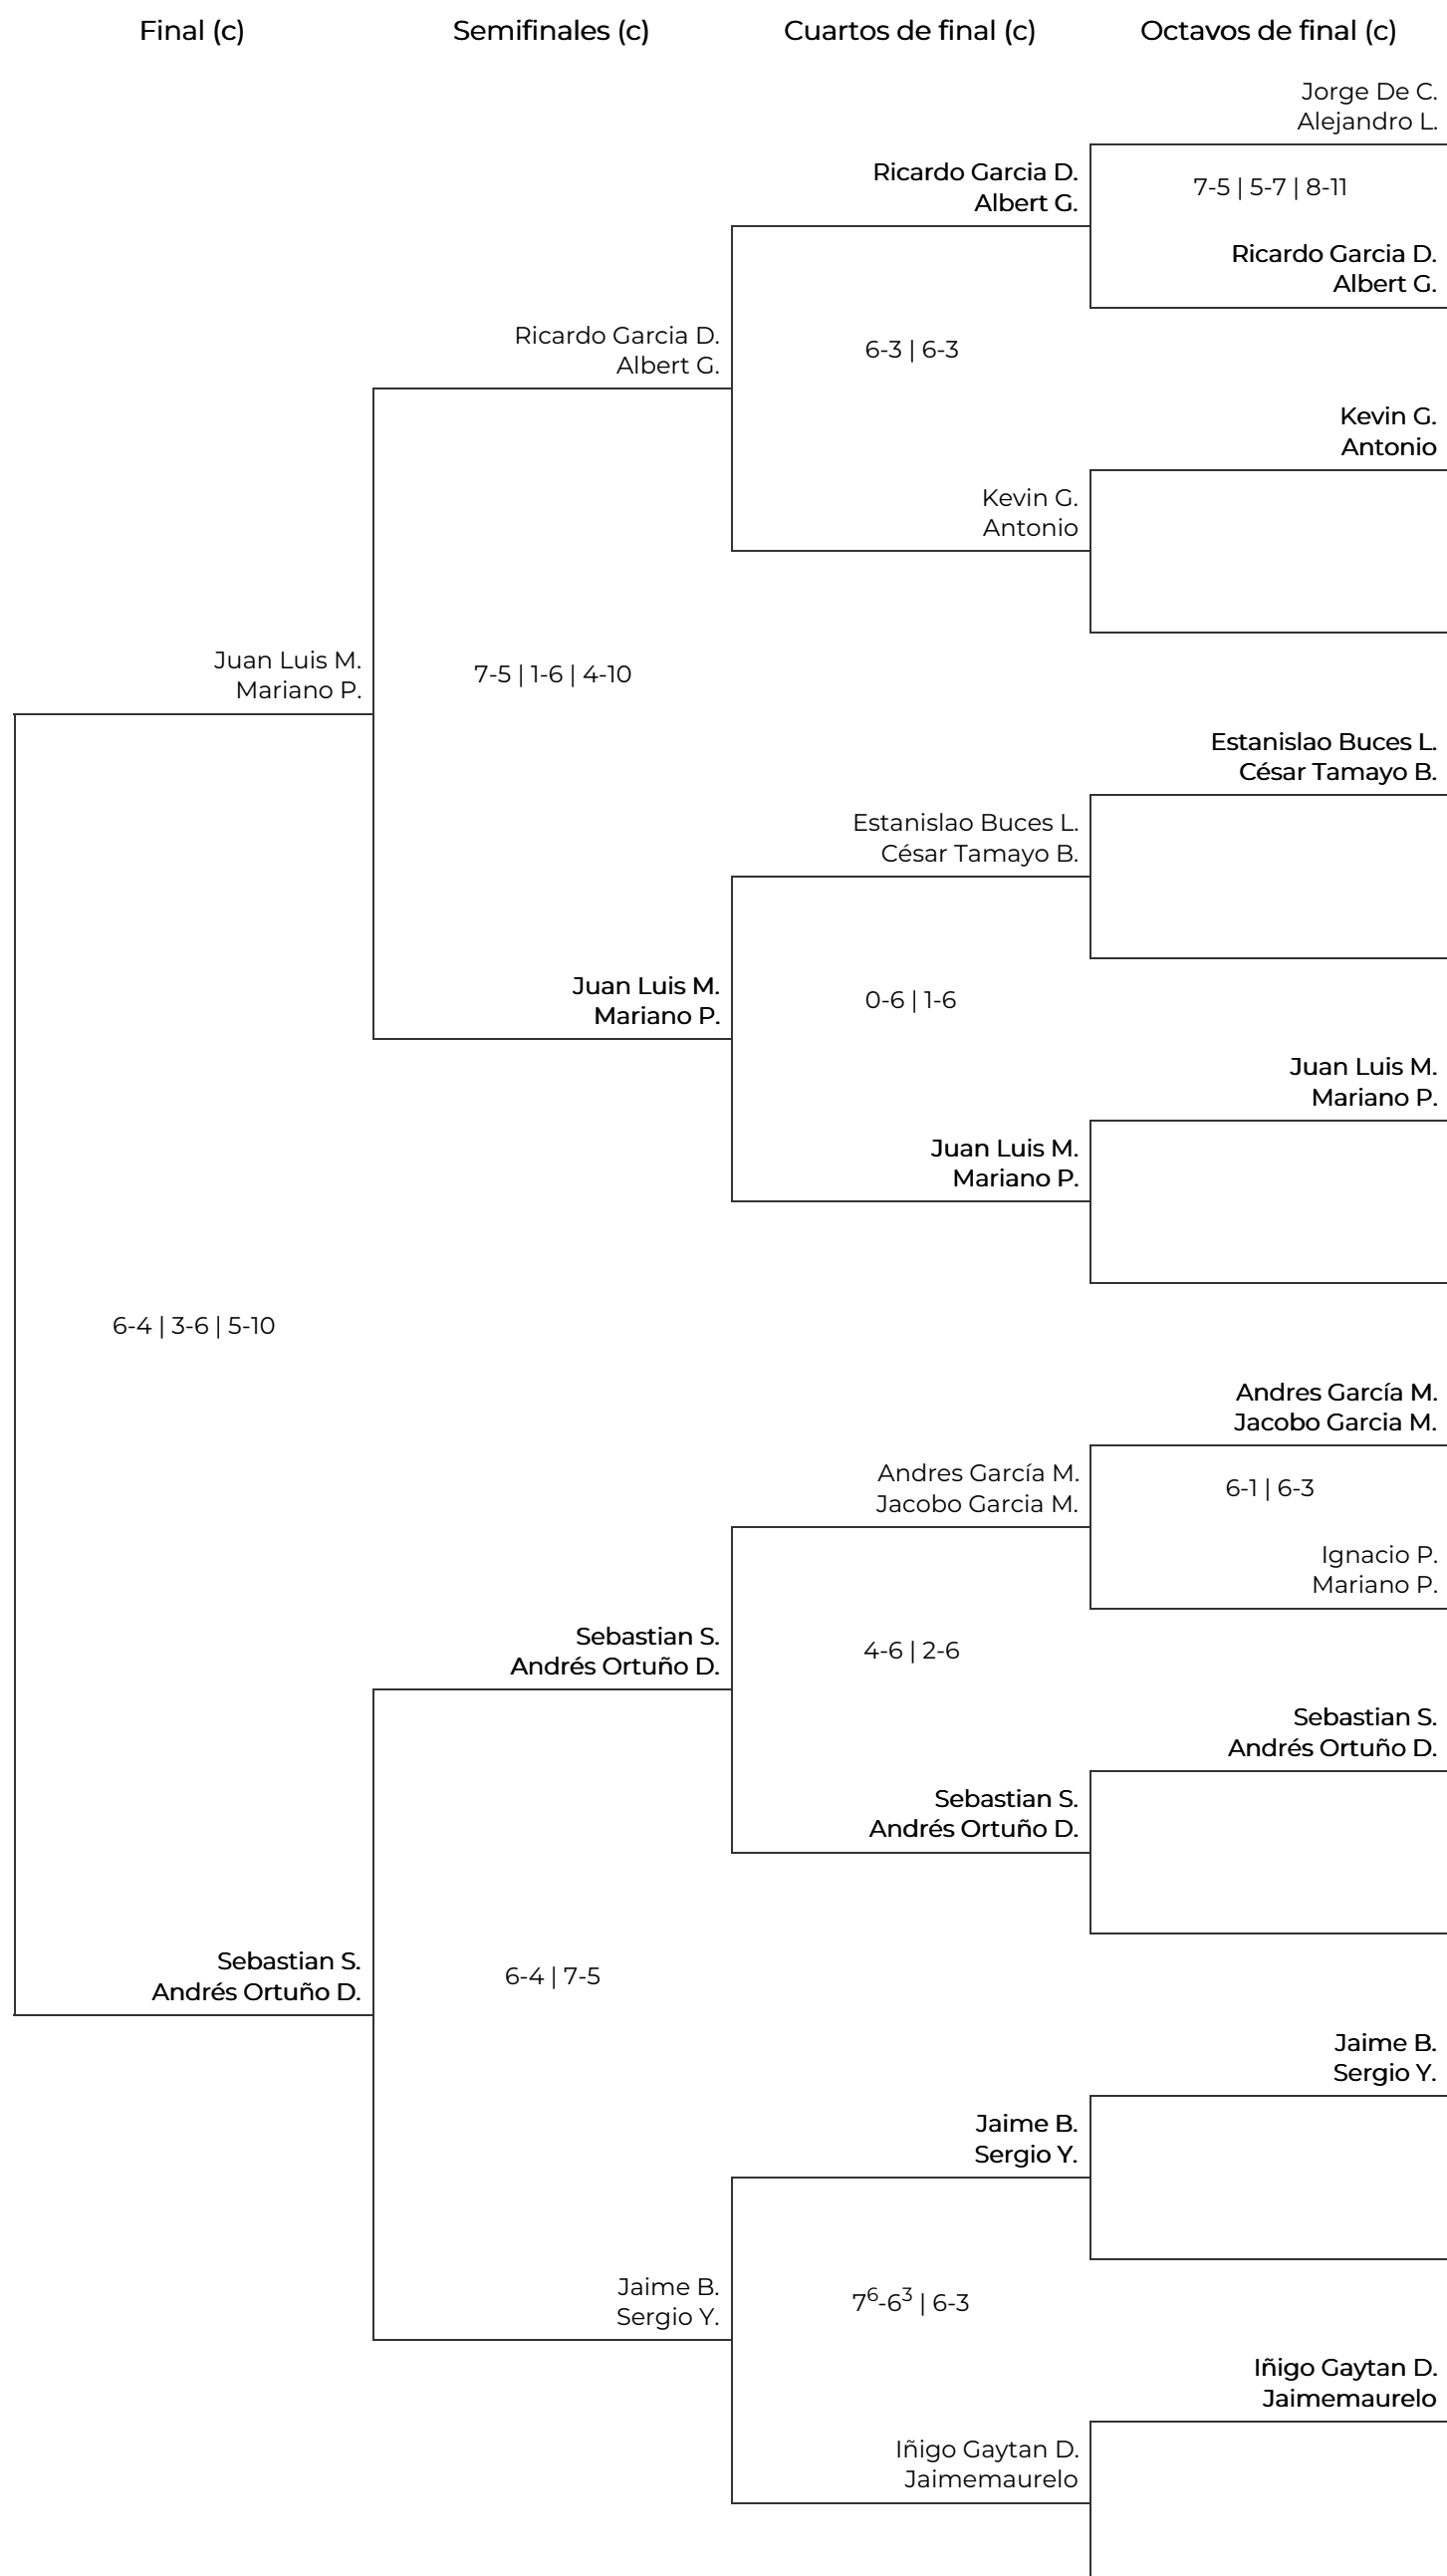 Final (c)
Semifinales (c)
Cuartos de final (c)
Octavos de final (c)
Jorge De C.
Alejandro L.
Ricardo Garcia D.
Albert G.
7-5 | 5-7 | 8-11
Ricardo Garcia D.
Albert G.
Ricardo Garcia D.
Albert G.
6-3 | 6-3
Kevin G.
Antonio
Kevin G.
Antonio
Juan Luis M.
Mariano P.
7-5 | 1-6 | 4-10
Estanislao Buces L.
César Tamayo B.
Estanislao Buces L.
César Tamayo B.
Juan Luis M.
Mariano P.
0-6 | 1-6
Juan Luis M.
Mariano P.
Juan Luis M.
Mariano P.
6-4 | 3-6 | 5-10
Andres García M.
Jacobo Garcia M.
Andres García M.
Jacobo Garcia M.
6-1 | 6-3
Ignacio P.
Mariano P.
Sebastian S.
Andrés Ortuño D.
4-6 | 2-6
Sebastian S.
Andrés Ortuño D.
Sebastian S.
Andrés Ortuño D.
Sebastian S.
Andrés Ortuño D.
6-4 | 7-5
Jaime B.
Sergio Y.
Jaime B.
Sergio Y.
Jaime B.
Sergio Y.
7⁶-6³ | 6-3
Iñigo Gaytan D.
Jaimemaurelo
Iñigo Gaytan D.
Jaimemaurelo